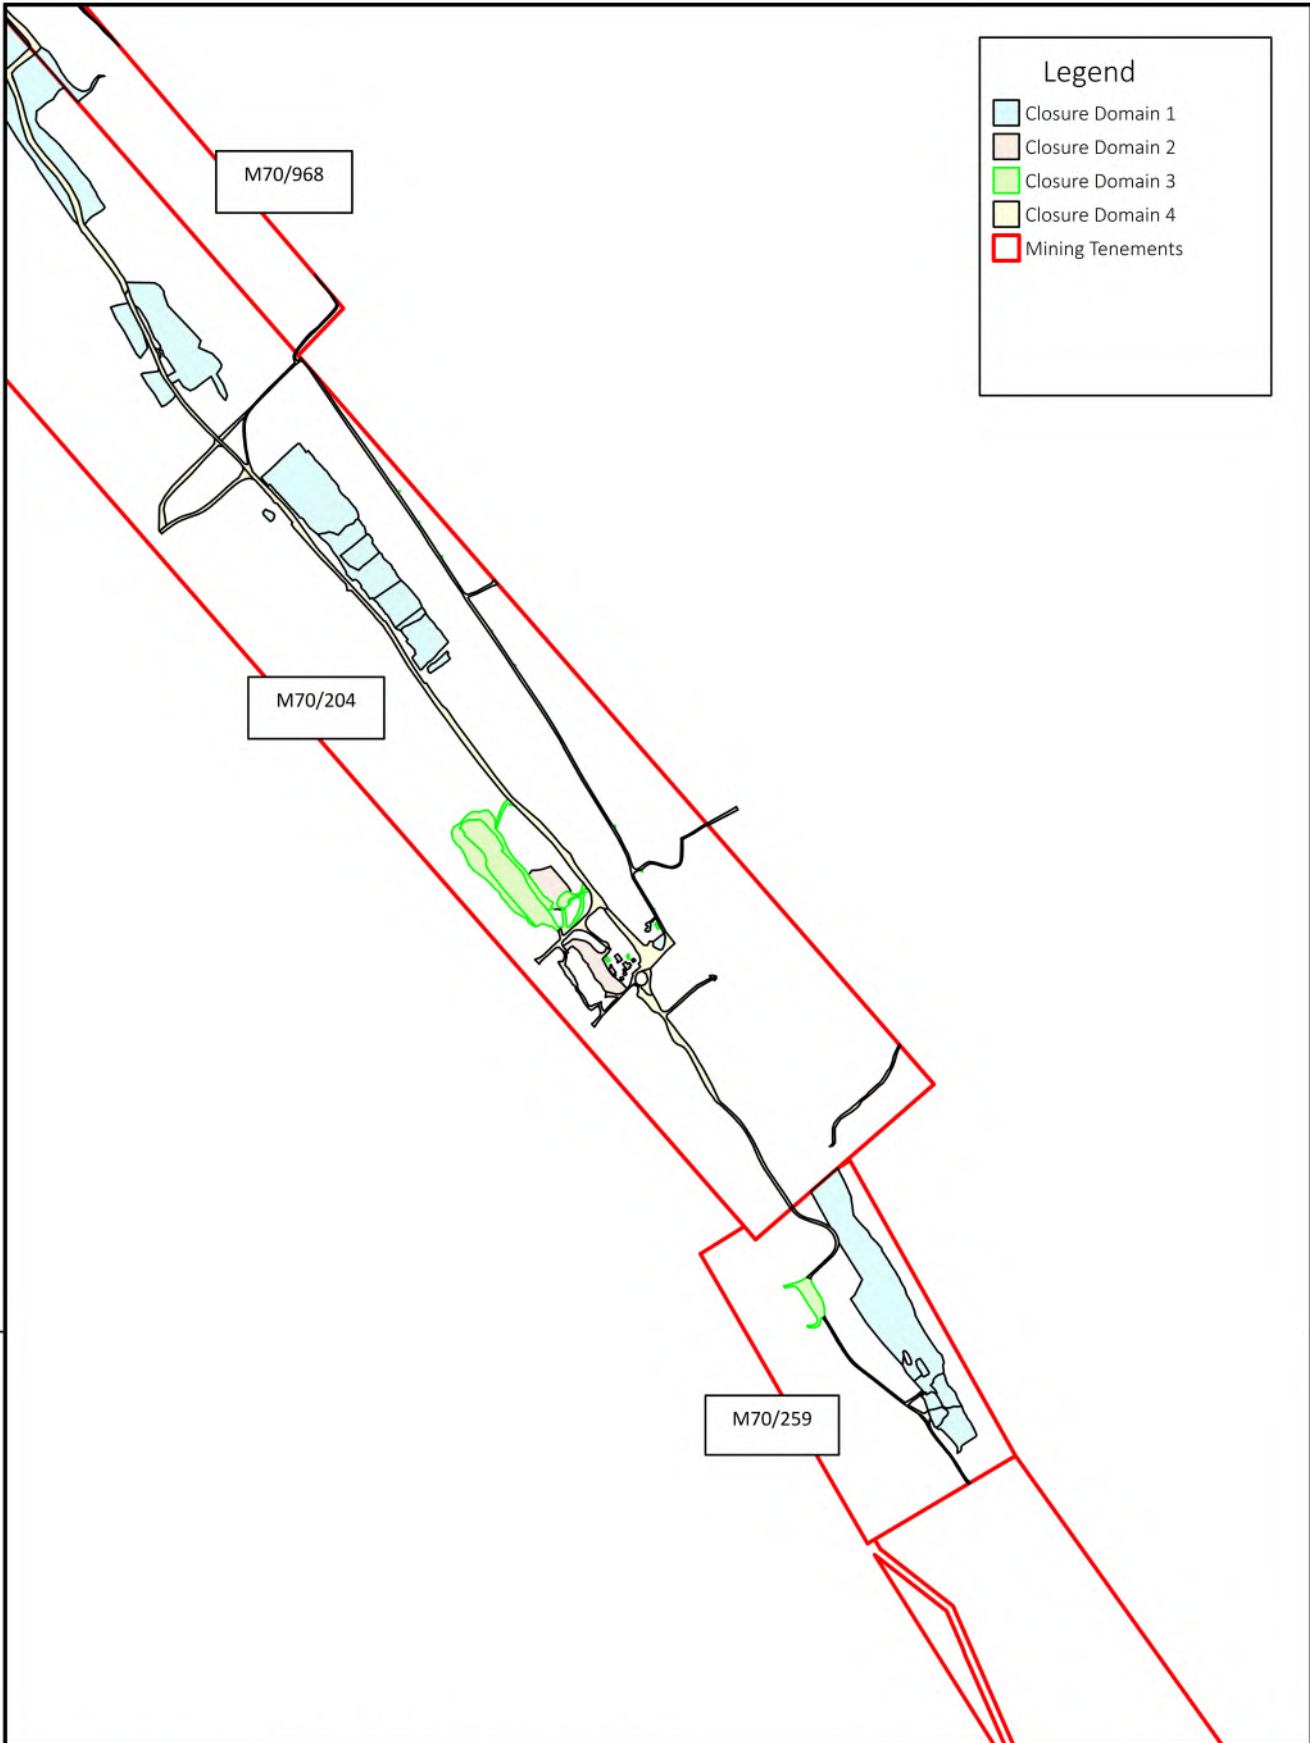 Legend
Closure Domain 1
Closure Domain 2
Closure Domain 3
Closure Domain 4
Mining Tenements
M70/968
M70/204
M70/259